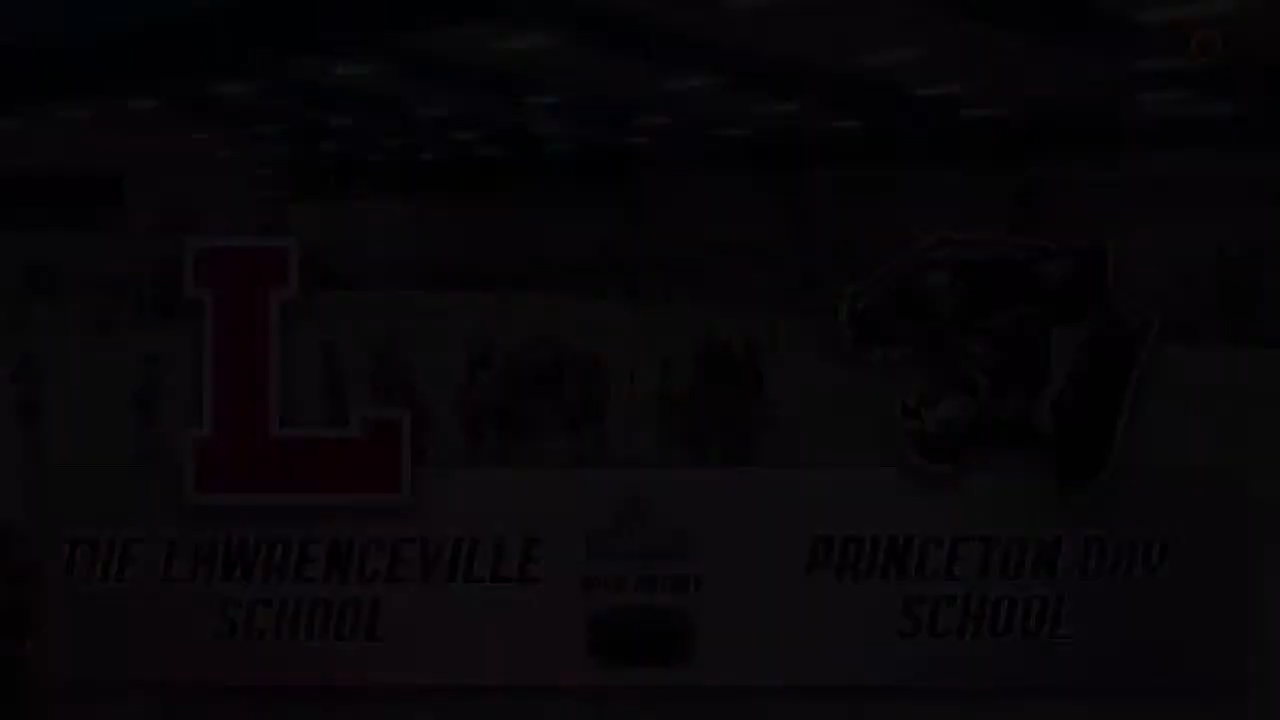 L
THE LAWRENCEVILLE
SCHOOL
PRINCETON DAY
SCHOOL